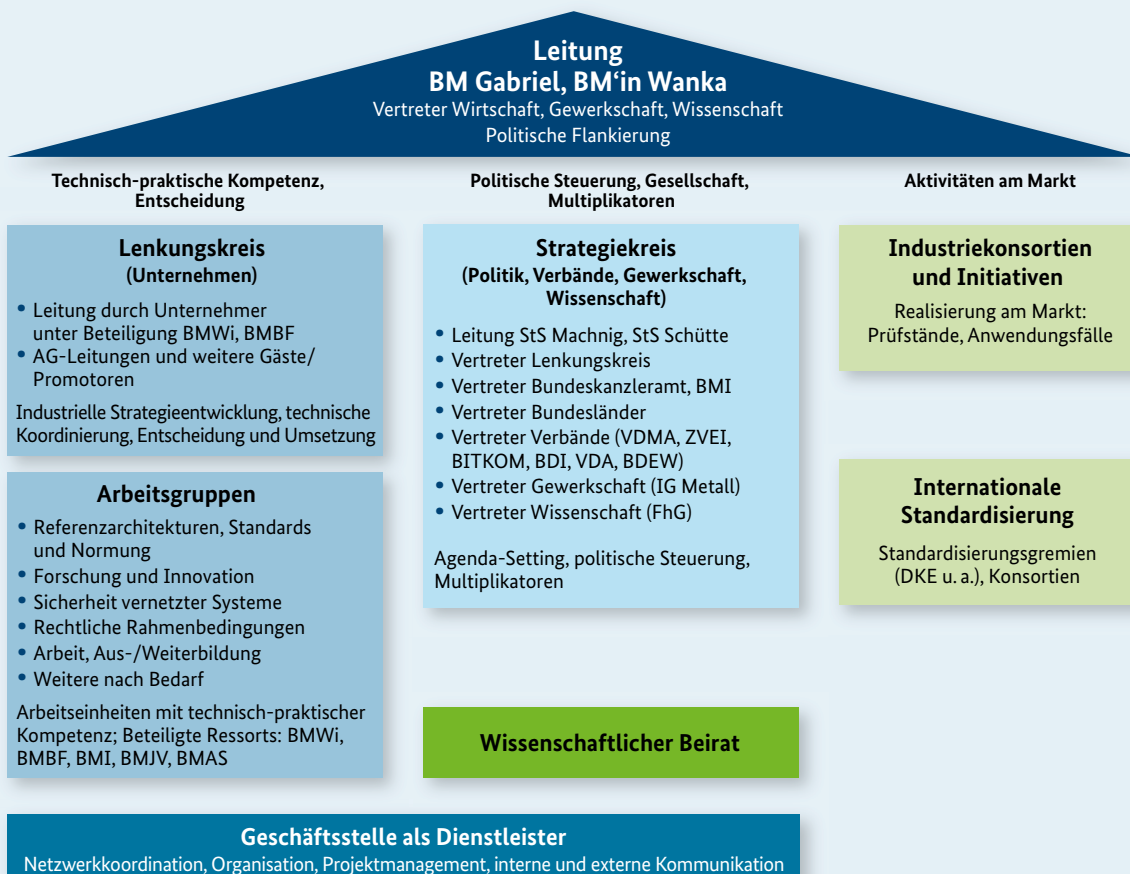 Leitung
BM Gabriel, BM‘in Wanka
Vertreter Wirtschaft, Gewerkschaft, Wissenschaft
Politische Flankierung
Technisch-praktische Kompetenz,
Entscheidung
Lenkungskreis
(Unternehmen)
• Leitung durch Unternehmer
unter Beteiligung BMWi, BMBF
• AG-Leitungen und weitere Gäste/
Promotoren
Industrielle Strategieentwicklung, technische
Koordinierung, Entscheidung und Umsetzung
Arbeitsgruppen
• Referenzarchitekturen, Standards
und Normung
• Forschung und Innovation
• Sicherheit vernetzter Systeme
• Rechtliche Rahmenbedingungen
• Arbeit, Aus-/Weiterbildung
• Weitere nach Bedarf
Arbeitseinheiten mit technisch-praktischer
Kompetenz; Beteiligte Ressorts: BMWi,
BMBF, BMI, BMJV, BMAS
Politische Steuerung, Gesellschaft,
Multiplikatoren
Strategiekreis
(Politik, Verbände, Gewerkschaft,
Wissenschaft)
• Leitung StS Machnig, StS Schütte
• Vertreter Lenkungskreis
• Vertreter Bundeskanzleramt, BMI
• Vertreter Bundesländer
• Vertreter Verbände (VDMA, ZVEI,
BITKOM, BDI, VDA, BDEW)
• Vertreter Gewerkschaft (IG Metall)
• Vertreter Wissenschaft (FhG)
Agenda-Setting, politische Steuerung,
Multiplikatoren
Wissenschaftlicher Beirat
Aktivitäten am Markt
Industriekonsortien
und Initiativen
Realisierung am Markt:
Prüfstände, Anwendungsfälle
Internationale
Standardisierung
Standardisierungsgremien
(DKE u. a.), Konsortien
Geschäftsstelle als Dienstleister
Netzwerkkoordination, Organisation, Projektmanagement, interne und externe Kommunikation